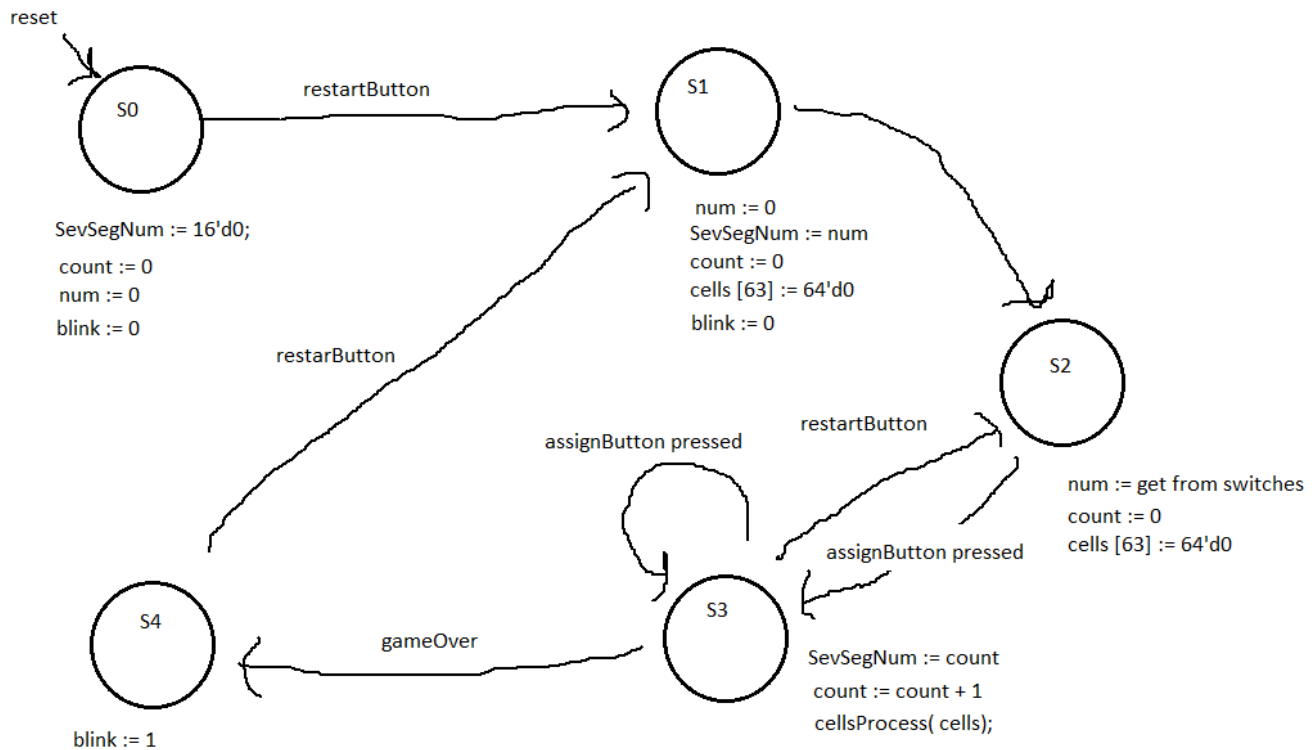 reset
S0
restartButton
S1
SevSegNum := 16'd0;
count := 0
num := 0
blink := 0
num := 0
SevSegNum := num
count := 0
cells [63] := 64'd0
blink := 0
restarButton
S2
restartButton
assignButton pressed
num := get from switches
count := 0
cells [63] := 64'd0
assignButton pressed
S3
S4
gameOver
SevSegNum := count
count := count + 1
cellsProcess( cells);
blink := 1